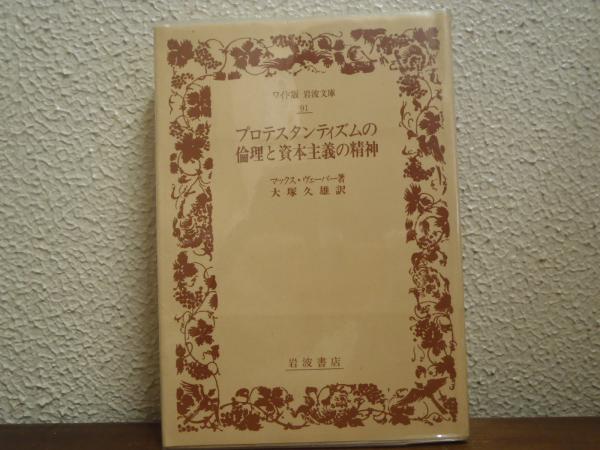 ワイド版 岩波文庫
91
プロテスタンティズムの
倫理と資本主義の精神
マックス・ヴェーバー著
大塚久雄訳
岩波書店